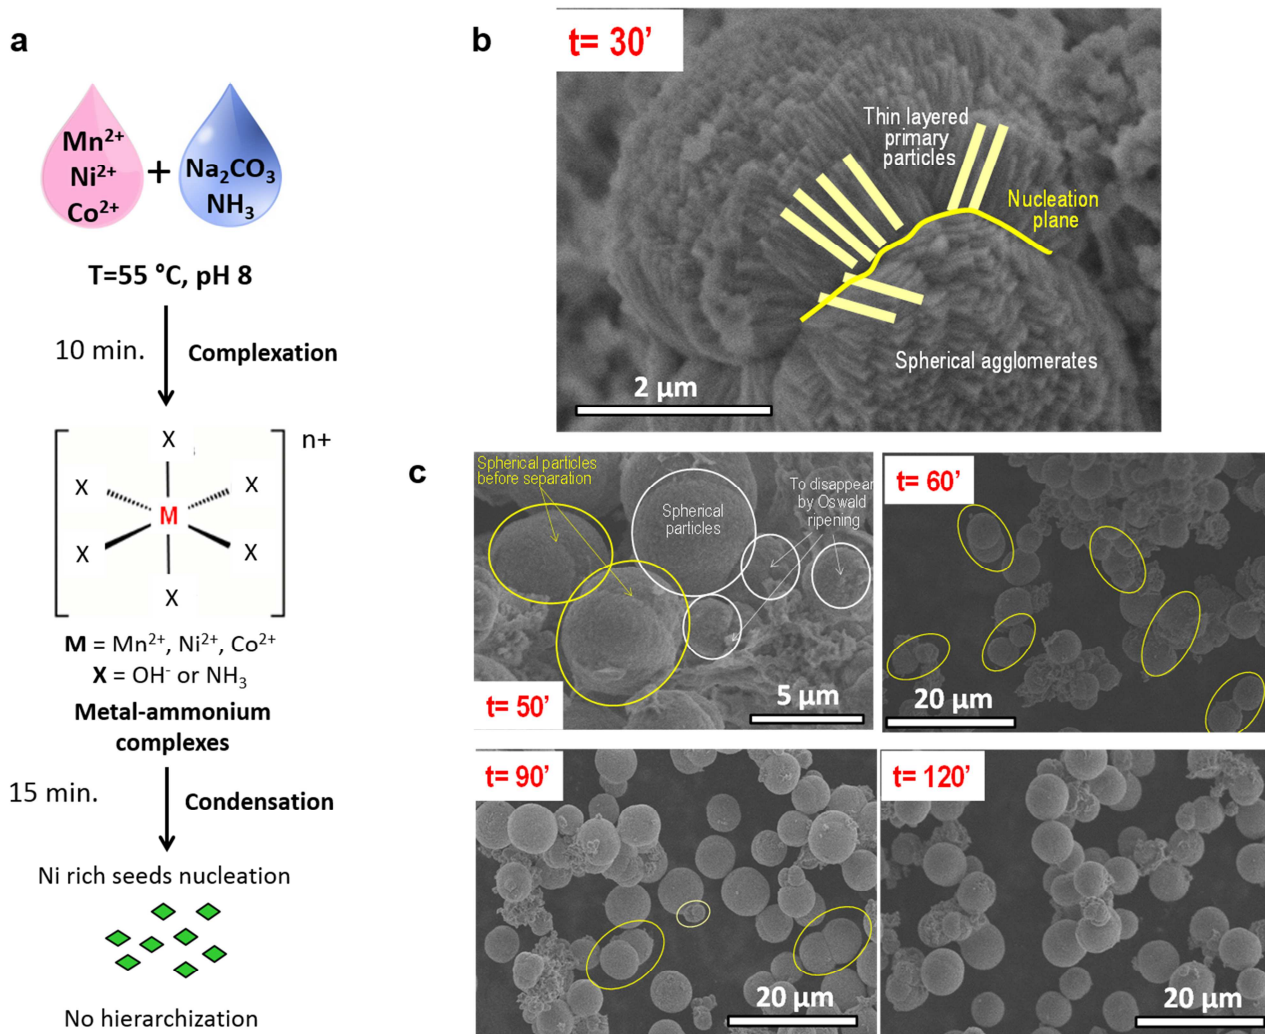 a
Mn2+
Ni2+
Co2+
+
Na2CO3
NH3
T=55 °C, pH 8
10 min.
Complexation
n+
X
X
X
M
X
X
X
M = Mn2+, Ni2+, Co2+
X = OH- or NH3
Metal-ammonium
complexes
15 min.
Condensation
Ni rich seeds nucleation
No hierarchization
b
t= 30’
Thin layered
primary
particles
Nucleation
plane
Spherical agglomerates
2 µm
c
Spherical particles
before separation
Spherical
particles
To disappear
by Oswald
ripening
t= 50’
5 µm
t= 60’
20 µm
t= 90’
20 µm
t= 120’
20 µm